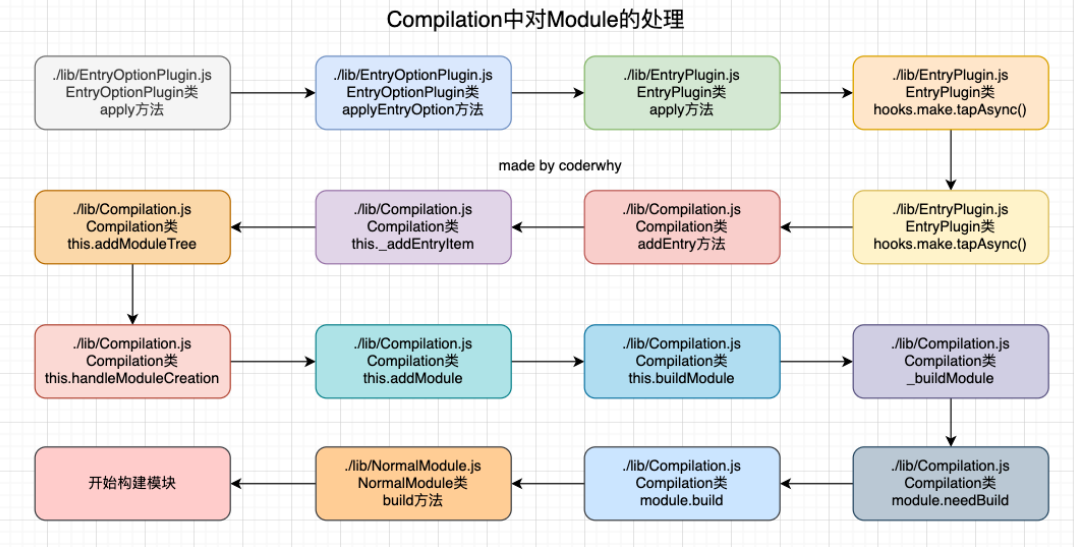 Compilation中对Module的处理
./lib/EntryOptionPlugin.js
EntryOptionPlugin类
apply方法
./lib/EntryOptionPlugin.js
EntryOptionPlugin类
applyEntryOption方法
./lib/EntryPlugin.js
EntryPlugin类
apply方法
./lib/EntryPlugin.js
EntryPlugin类
hooks.make.tapAsync()
made by coderwhy
./lib/Compilation.js
Compilation类
this.addModuleTree
./lib/Compilation.js
Compilation类
this._addEntryItem
./lib/Compilation.js
Compilation类
addEntry方法
./lib/EntryPlugin.js
EntryPlugin类
hooks.make.tapAsync()
./lib/Compilation.js
Compilation类
this.handleModuleCreation
./lib/Compilation.js
Compilation类
this.addModule
./lib/Compilation.js
Compilation类
this.buildModule
./lib/Compilation.js
Compilation类
_buildModule
开始构建模块
./lib/NormalModule.js
NormalModule类
build方法
./lib/Compilation.js
Compilation类
module.build
./lib/Compilation.js
Compilation类
module.needBuild